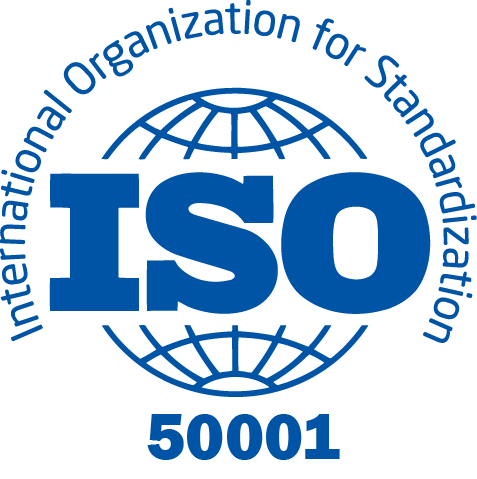 International Organization for Standardization
ISO
50001